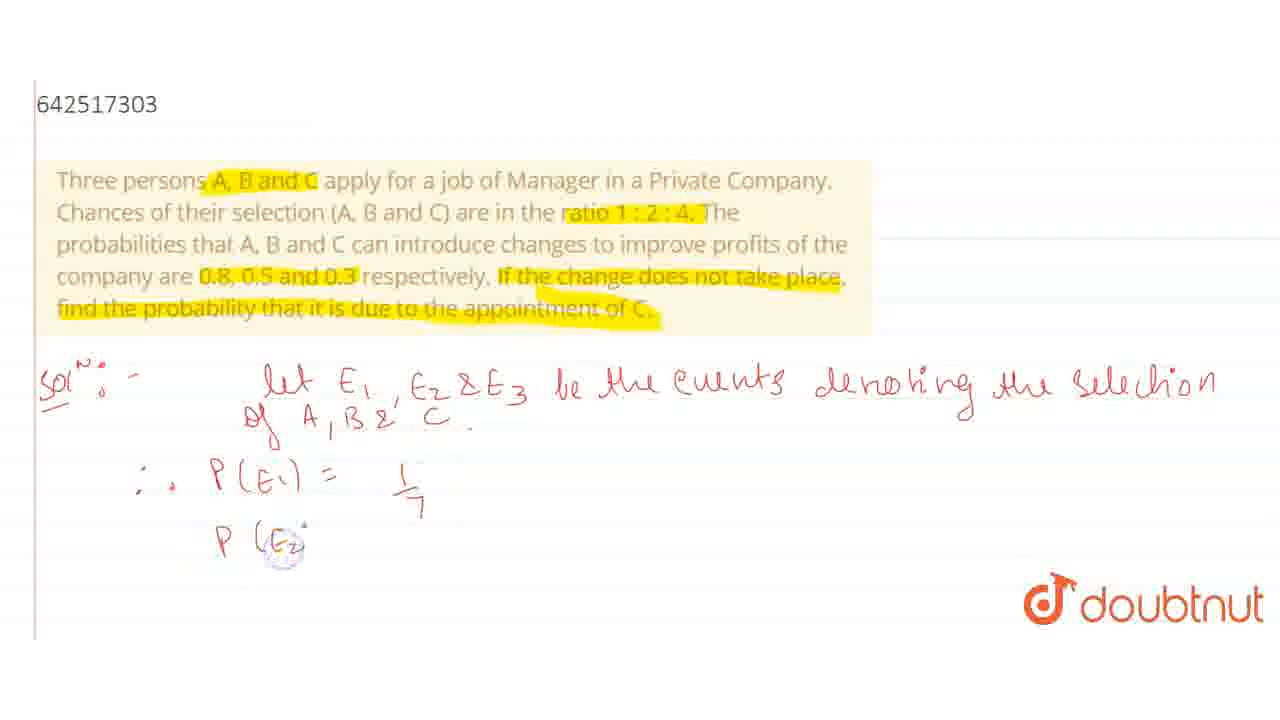 642517303
Three persons A, B and C apply for a job of Manager in a Private Company.
Chances of their selection (A, B and C) are in the ratio 1 : 2 : 4. The
probabilities that A, B and C can introduce changes to improve profits of the
company are 0.8, 0.5 and 0.3 respectively. If the change does not take place,
find the probability that it is due to the appointment of C.
Solⁿ: - let E1, E2 & E3 be the events denoting the selection
of A, B & C.
∴ P(E1) = 1/7
P(E2)
doubtnut